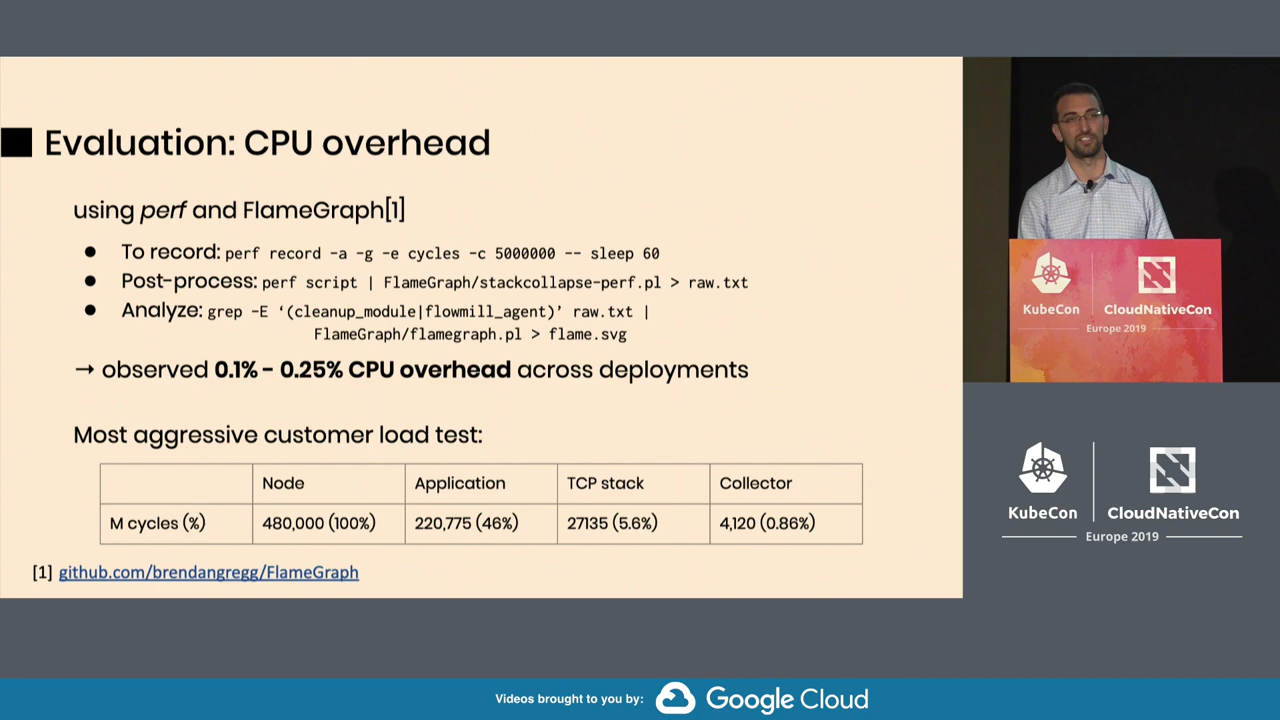 Evaluation: CPU overhead
using perf and FlameGraph[1]
● To record: perf record -a -g -e cycles -c 5000000 -- sleep 60
● Post-process: perf script | FlameGraph/stackcollapse-perf.pl > raw.txt
● Analyze: grep -E ‘(cleanup_module|flowmill_agent)’ raw.txt |
FlameGraph/flamegraph.pl > flame.svg
→ observed 0.1% - 0.25% CPU overhead across deployments
Most aggressive customer load test:
Node Application TCP stack Collector
M cycles (%) 480,000 (100%) 220,775 (46%) 27135 (5.6%) 4,120 (0.86%)
[1] github.com/brendangregg/FlameGraph
KubeCon CloudNativeCon
Europe 2019
KubeCon CloudNativeCon
Europe 2019
Videos brought to you by: Google Cloud